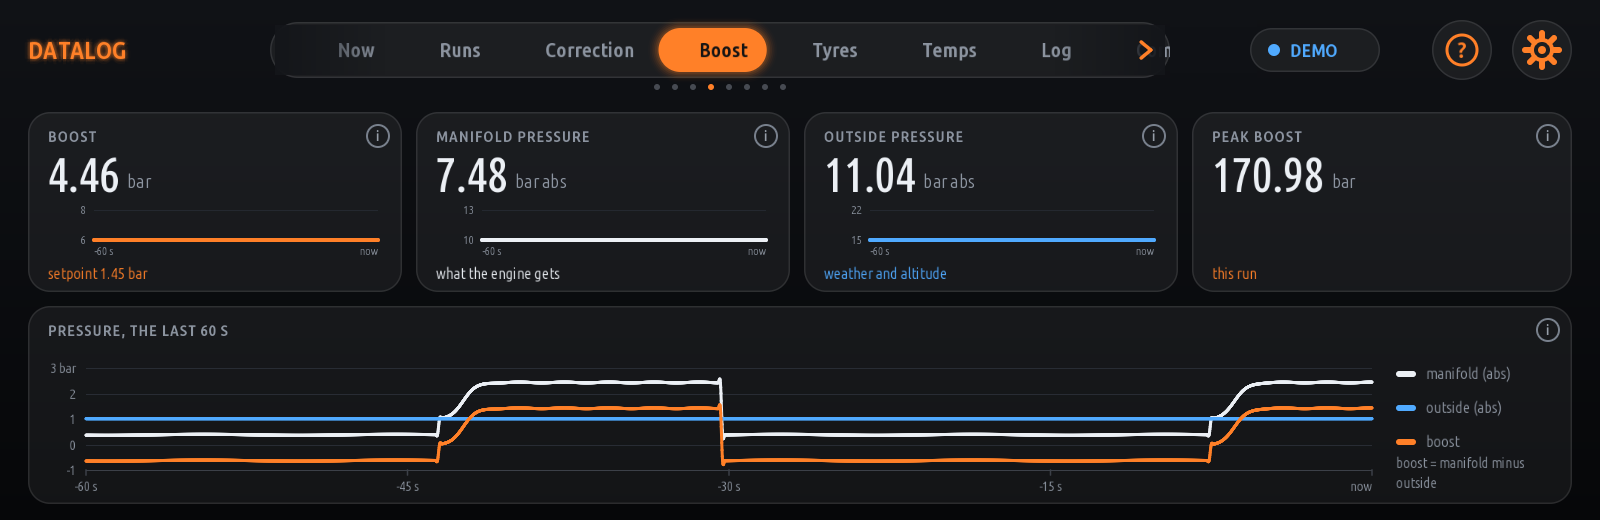 DATALOG
Now
Runs
Correction
Boost
Tyres
Temps
Log
DEMO
?
BOOST
i
4.46 bar
8
6
-60 s
now
setpoint 1.45 bar
MANIFOLD PRESSURE
i
7.48 bar abs
13
10
-60 s
now
what the engine gets
OUTSIDE PRESSURE
i
11.04 bar abs
22
15
-60 s
now
weather and altitude
PEAK BOOST
i
170.98 bar
this run
PRESSURE, THE LAST 60 S
i
3 bar
2
1
0
-1
-60 s
-45 s
-30 s
-15 s
now
manifold (abs)
outside (abs)
boost
boost = manifold minus
outside